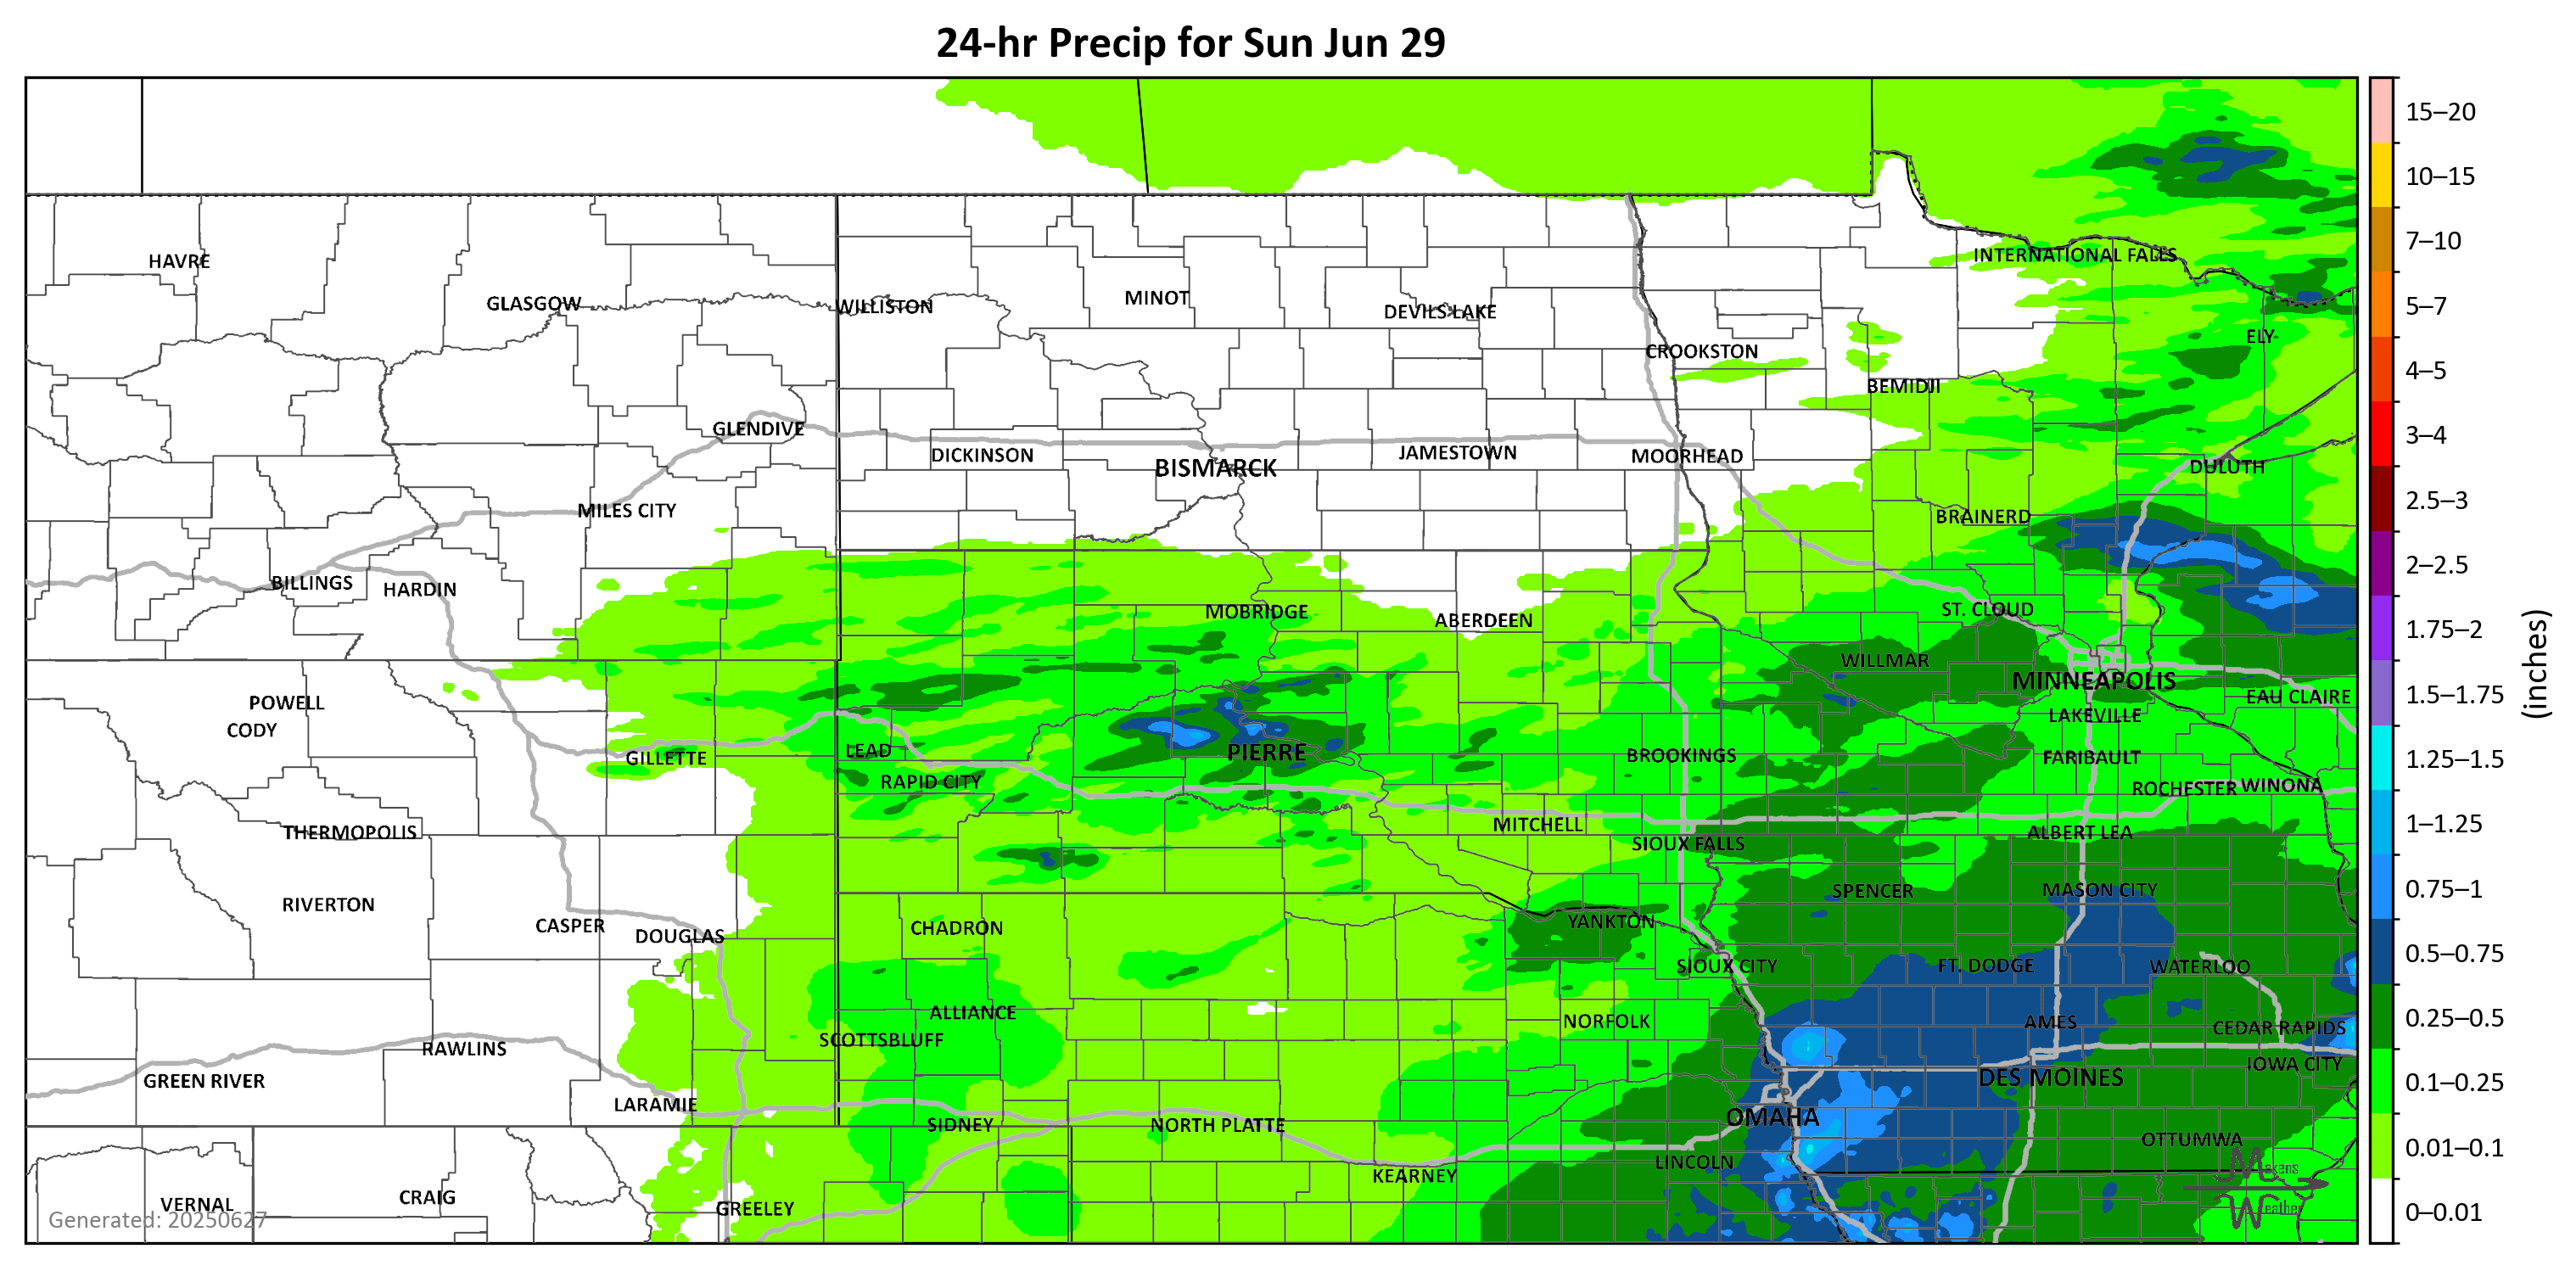 24-hr Precip for Sun Jun 29
INTERNATIONAL FALLS
HAVRE
GLASGOW
WILLISTON
MINOT
DEVILS LAKE
ELY
CROOKSTON
BEMIDJI
GLENDIVE
DICKINSON
BISMARCK
JAMESTOWN
MOORHEAD
DULUTH
MILES CITY
BRAINERD
BILLINGS
HARDIN
MOBRIDGE
ABERDEEN
ST. CLOUD
WILLMAR
MINNEAPOLIS
EAU CLAIRE
POWELL
CODY
LAKEVILLE
GILLETTE
LEAD
PIERRE
BROOKINGS
FARIBAULT
RAPID CITY
ROCHESTER
WINONA
THERMOPOLIS
MITCHELL
ALBERT LEA
SIOUX FALLS
RIVERTON
SPENCER
MASON CITY
CASPER
DOUGLAS
CHADRON
YANKTON
SIOUX CITY
FT. DODGE
WATERLOO
ALLIANCE
NORFOLK
AMES
CEDAR RAPIDS
SCOTTSBLUFF
RAWLINS
IOWA CITY
GREEN RIVER
DES MOINES
LARAMIE
SIDNEY
NORTH PLATTE
OMAHA
OTTUMWA
LINCOLN
KEARNEY
VERNAL
CRAIG
GREELEY
Generated: 20250627
Makens
Weather
15–20
10–15
7–10
5–7
4–5
3–4
2.5–3
2–2.5
1.75–2
1.5–1.75
1.25–1.5
1–1.25
0.75–1
0.5–0.75
0.25–0.5
0.1–0.25
0.01–0.1
0–0.01
(inches)